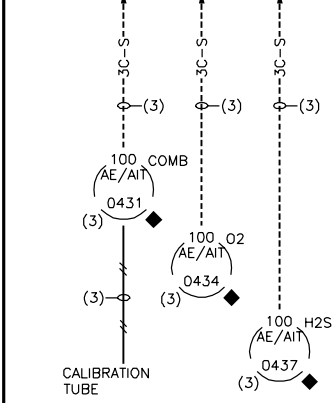 3C-S
3C-S
3C-S
(3)
(3)
(3)
100 COMB
AE/AIT
0431
(3)
100 O2
AE/AIT
0434
(3)
(3)
100 H2S
AE/AIT
0437
(3)
CALIBRATION
TUBE